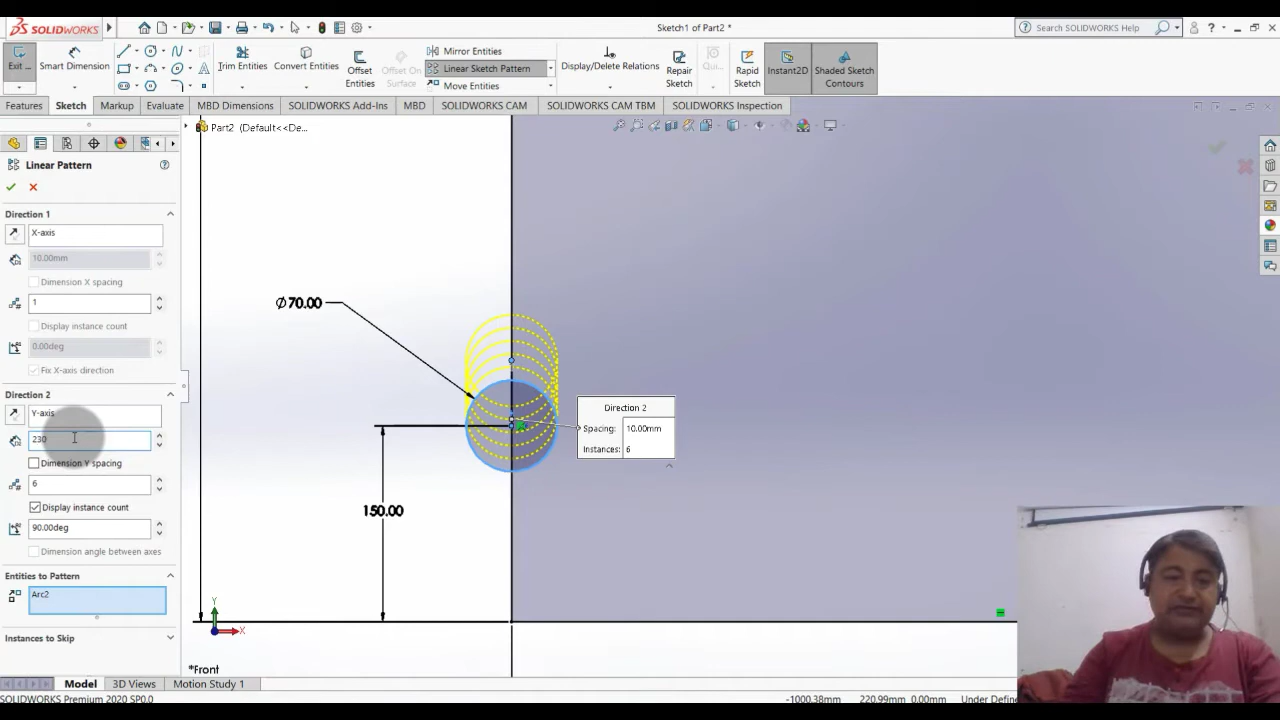 SOLIDWORKS
Sketch1 of Part2 *
Search SOLIDWORKS Help
Exit ...
Smart Dimension
Trim Entities
Convert Entities
Offset Entities
Offset On Surface
Mirror Entities
Linear Sketch Pattern
Move Entities
Display/Delete Relations
Repair Sketch
Qui...
Rapid Sketch
Instant2D
Shaded Sketch Contours
Features
Sketch
Markup
Evaluate
MBD Dimensions
SOLIDWORKS Add-Ins
MBD
SOLIDWORKS CAM
SOLIDWORKS CAM TBM
SOLIDWORKS Inspection
Part2 (Default<<De...
Linear Pattern
Direction 1
X-axis
10.00mm
Dimension X spacing
1
Display instance count
0.00deg
Fix X-axis direction
Direction 2
Y-axis
230
Dimension Y spacing
6
Display instance count
90.00deg
Dimension angle between axes
Entities to Pattern
Arc2
Instances to Skip
Ø70.00
150.00
Direction 2
Spacing: 10.00mm
Instances: 6
Y
X
*Front
Model
3D Views
Motion Study 1
SOLIDWORKS Premium 2020 SP0.0
-1000.38mm
220.99mm
0.00mm
Under Defin